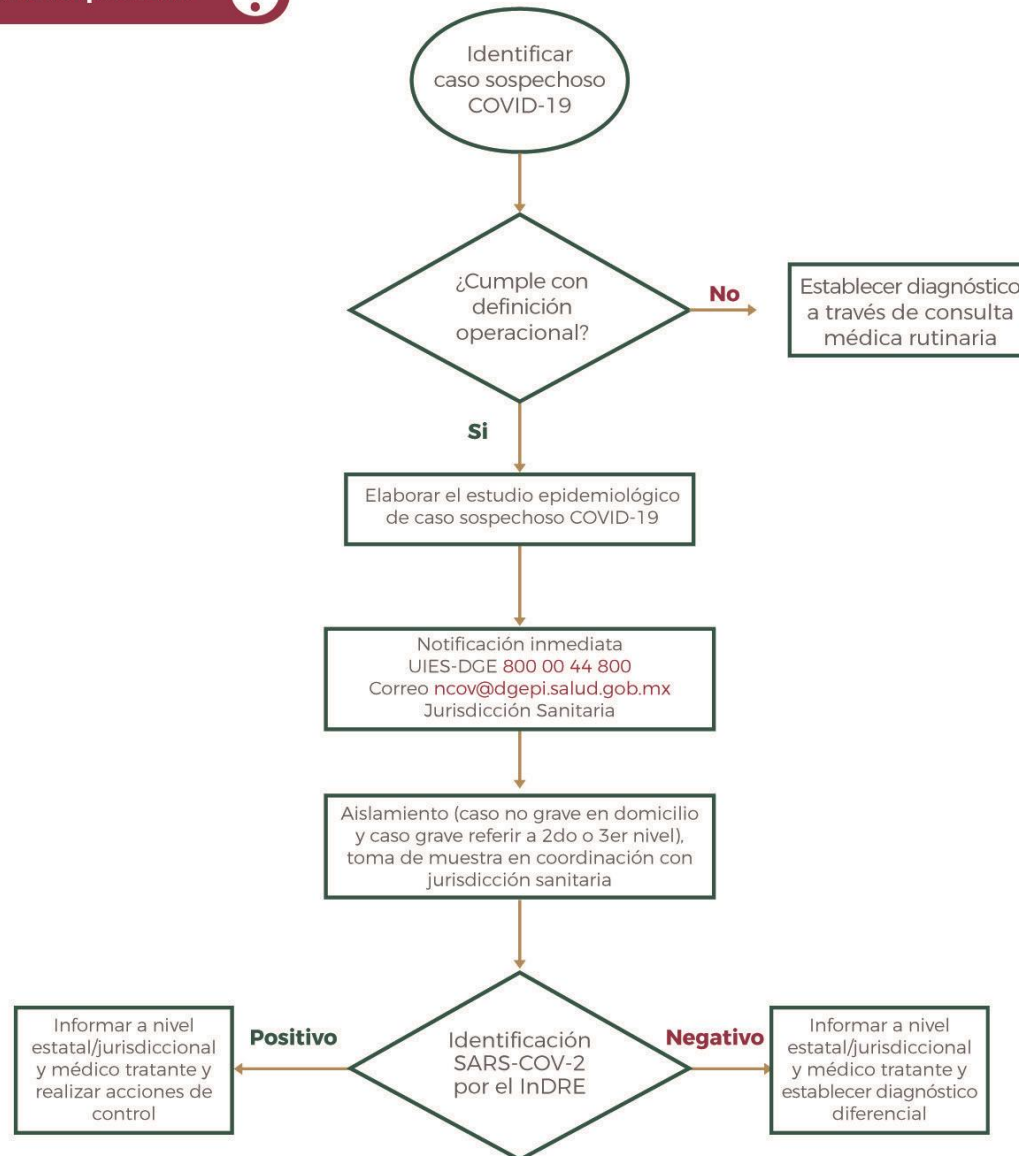 Identificar
caso sospechoso
COVID-19
¿Cumple con
definición
operacional?
No
Establecer diagnóstico
a través de consulta
médica rutinaria
Si
Elaborar el estudio epidemiológico
de caso sospechoso COVID-19
Notificación inmediata
UIES-DGE 800 00 44 800
Correo ncov@dgepi.salud.gob.mx
Jurisdicción Sanitaria
Aislamiento (caso no grave en domicilio
y caso grave referir a 2do o 3er nivel),
toma de muestra en coordinación con
jurisdicción sanitaria
Identificación
SARS-COV-2
por el InDRE
Positivo
Informar a nivel
estatal/jurisdiccional
y médico tratante y
realizar acciones de
control
Negativo
Informar a nivel
estatal/jurisdiccional
y médico tratante y
establecer diagnóstico
diferencial